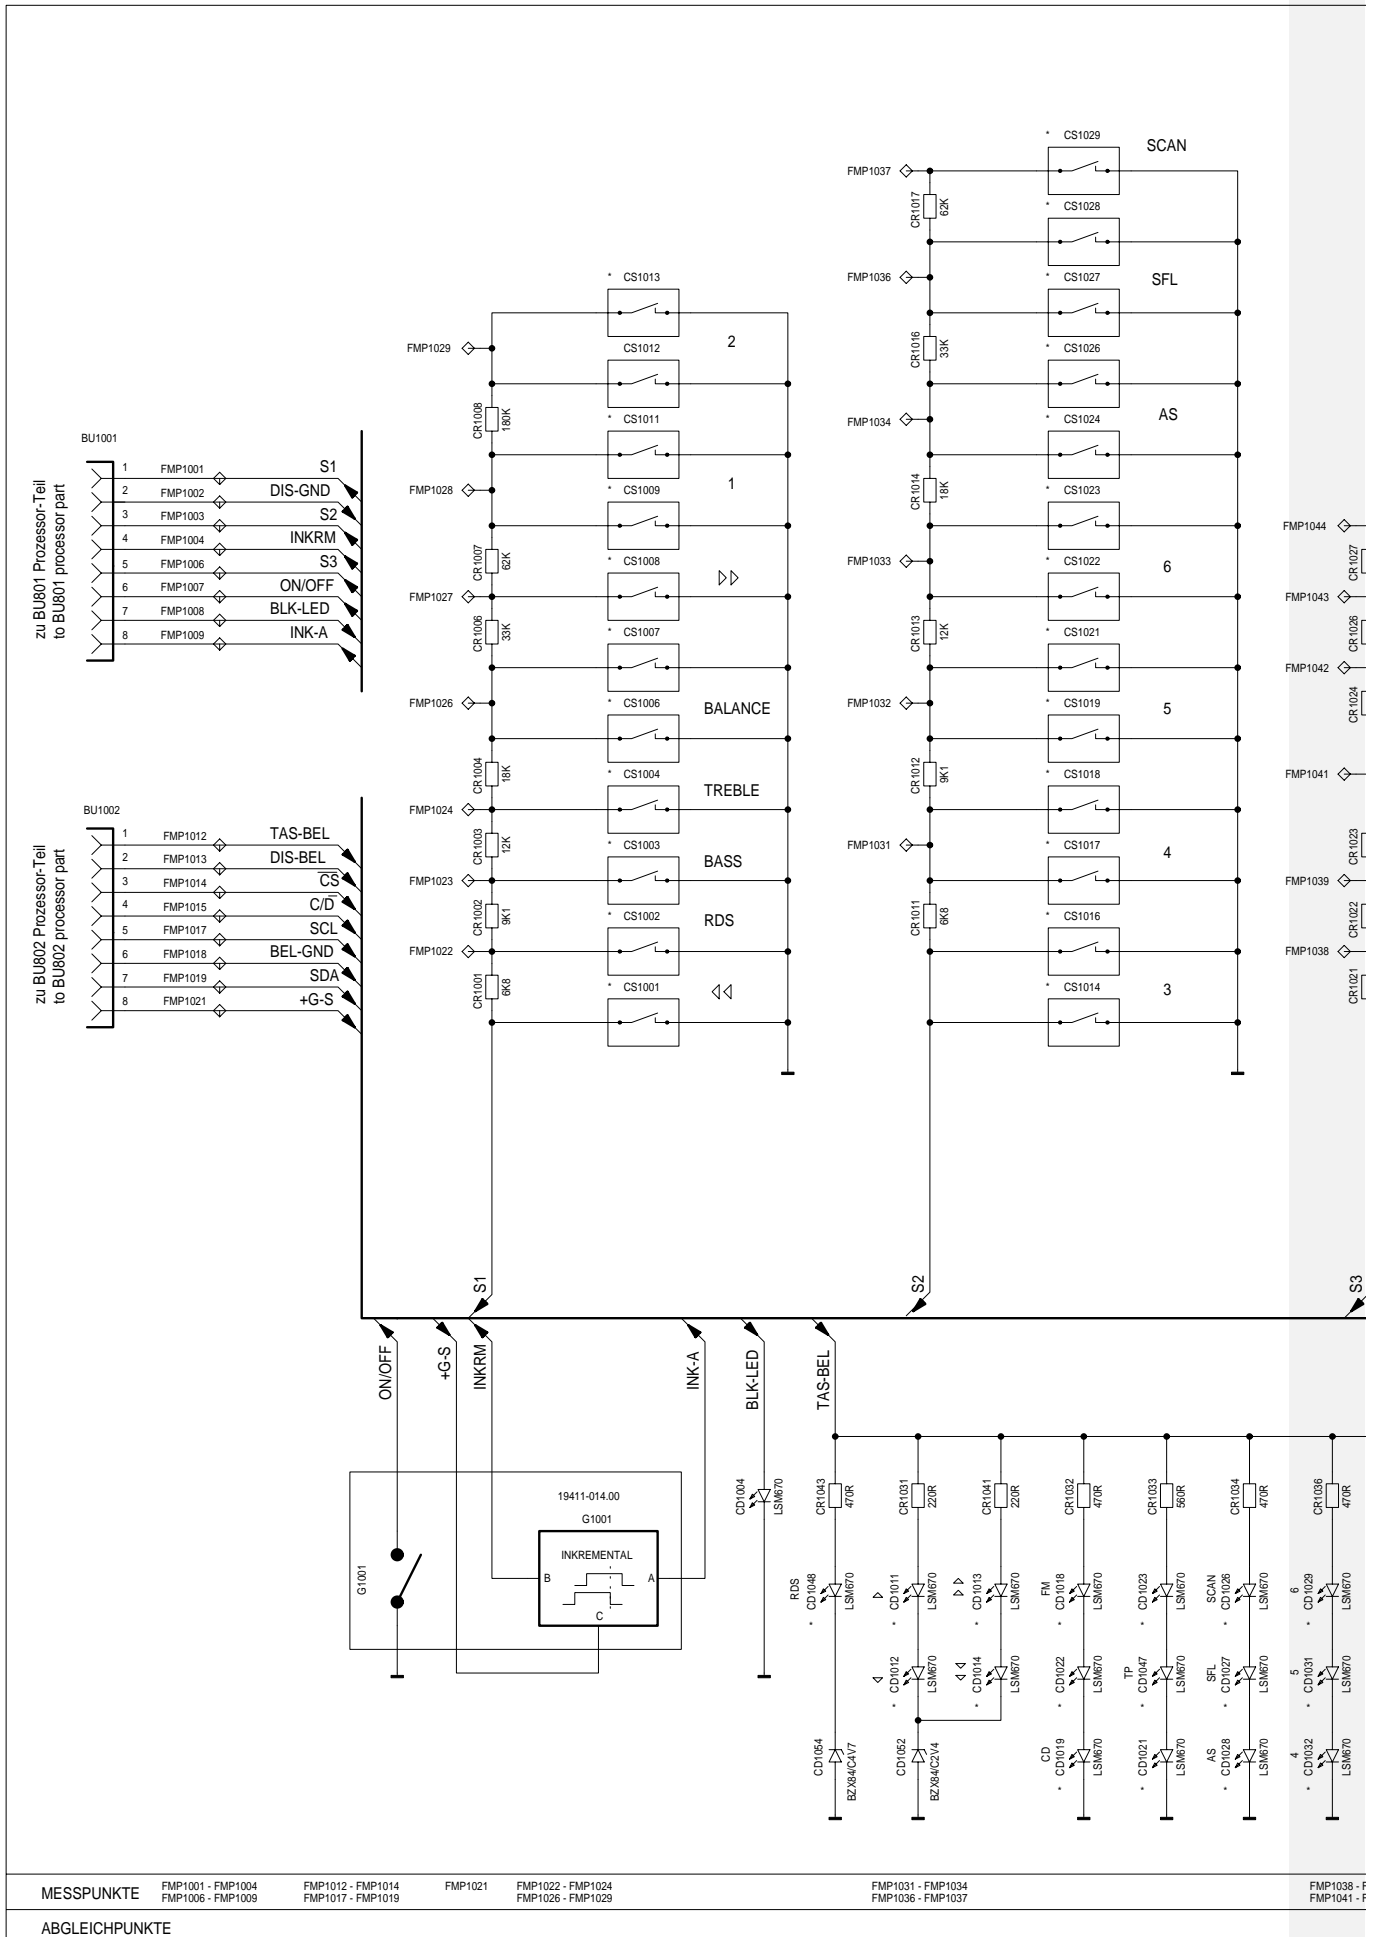 * CS1029
SCAN
FMP1037
CR1017
62K
* CS1028
FMP1036
* CS1027
SFL
CR1016
33K
* CS1026
FMP1034
* CS1024
AS
CR1014
18K
* CS1023
FMP1033
* CS1022
6
CR1013
12K
* CS1021
FMP1032
* CS1019
5
CR1012
9K1
* CS1018
FMP1031
* CS1017
4
CR1011
6K8
* CS1016
* CS1014
3
* CS1013
2
FMP1029
* CS1012
CR1008
180K
* CS1011
1
FMP1028
* CS1009
CR1007
62K
* CS1008
▷▷
FMP1027
CR1006
33K
* CS1007
FMP1026
* CS1006
BALANCE
CR1004
18K
* CS1004
TREBLE
FMP1024
CR1003
12K
* CS1003
BASS
FMP1023
CR1002
9K1
* CS1002
RDS
FMP1022
CR1001
6K8
* CS1001
◁◁
FMP1044
CR1027
FMP1043
CR1026
FMP1042
CR1024
FMP1041
CR1023
FMP1039
CR1022
FMP1038
CR1021
BU1001
zu BU801 Prozessor-Teil
to BU801 processor part
1 FMP1001 S1
2 FMP1002 DIS-GND
3 FMP1003 S2
4 FMP1004 INKRM
5 FMP1006 S3
6 FMP1007 ON/OFF
7 FMP1008 BLK-LED
8 FMP1009 INK-A
BU1002
zu BU802 Prozessor-Teil
to BU802 processor part
1 FMP1012 TAS-BEL
2 FMP1013 DIS-BEL
3 FMP1014 C̅S̅
4 FMP1015 C/D̅
5 FMP1017 SCL
6 FMP1018 BEL-GND
7 FMP1019 SDA
8 FMP1021 +G-S
S1
S2
S3
ON/OFF
+G-S
INKRM
INK-A
BLK-LED
TAS-BEL
G1001
19411-014.00
G1001
INKREMENTAL
B
A
C
CD1004
LSM670
CR1043
470R
CR1031
220R
CR1041
220R
CR1032
470R
CR1033
560R
CR1034
470R
CR1036
470R
RDS
* CD1048
LSM670
▷
* CD1011
LSM670
▷▷
* CD1013
LSM670
FM
* CD1018
LSM670
* CD1023
LSM670
SCAN
* CD1026
LSM670
6
* CD1029
LSM670
◁
* CD1012
LSM670
◁◁
* CD1014
LSM670
* CD1022
LSM670
TP
* CD1047
LSM670
SFL
* CD1027
LSM670
5
* CD1031
LSM670
CD1054
BZX84/C4V7
CD1052
BZX84/C2V4
CD
* CD1019
LSM670
* CD1021
LSM670
AS
* CD1028
LSM670
4
* CD1032
LSM670
MESSPUNKTE
FMP1001 - FMP1004
FMP1006 - FMP1009
FMP1012 - FMP1014
FMP1017 - FMP1019
FMP1021
FMP1022 - FMP1024
FMP1026 - FMP1029
FMP1031 - FMP1034
FMP1036 - FMP1037
FMP1038 - F
FMP1041 - F
ABGLEICHPUNKTE